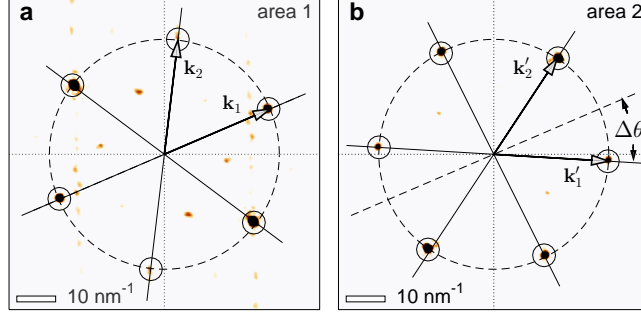 a
area 1
k₂
k₁
10 nm⁻¹
b
area 2
k′₂
Δθ
k′₁
10 nm⁻¹